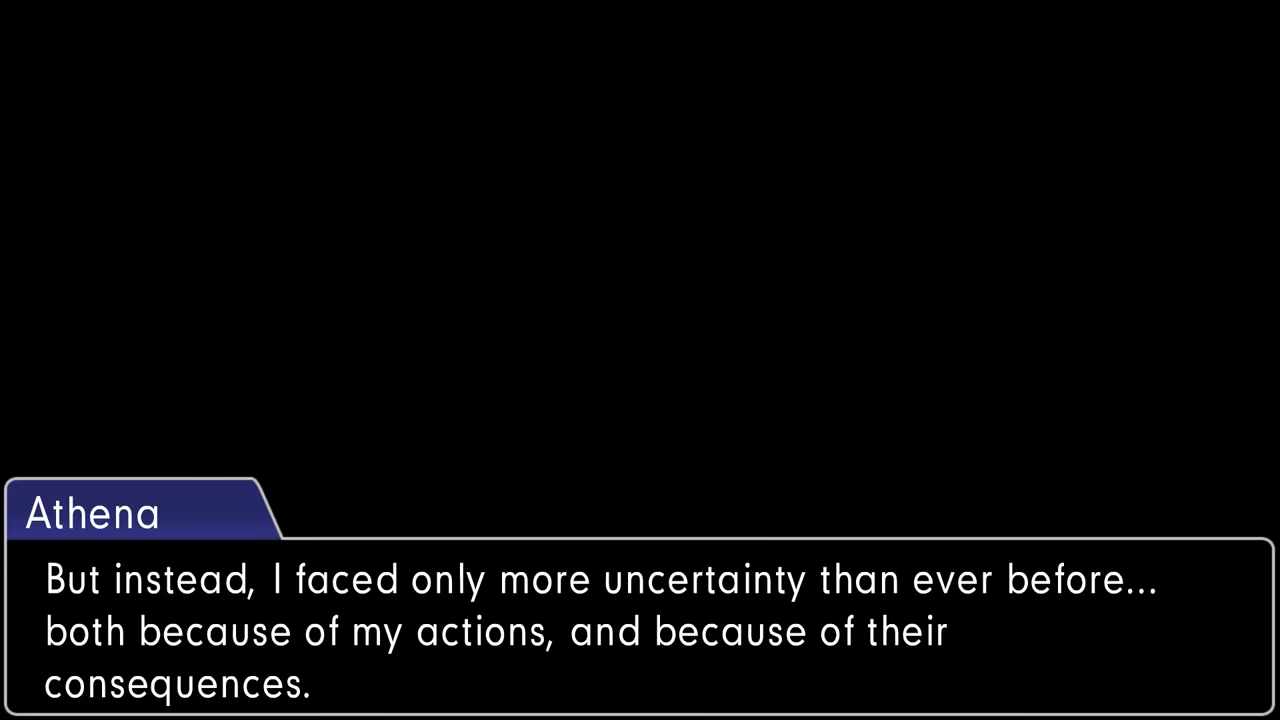 Athena
But instead, I faced only more uncertainty than ever before...
both because of my actions, and because of their
consequences.